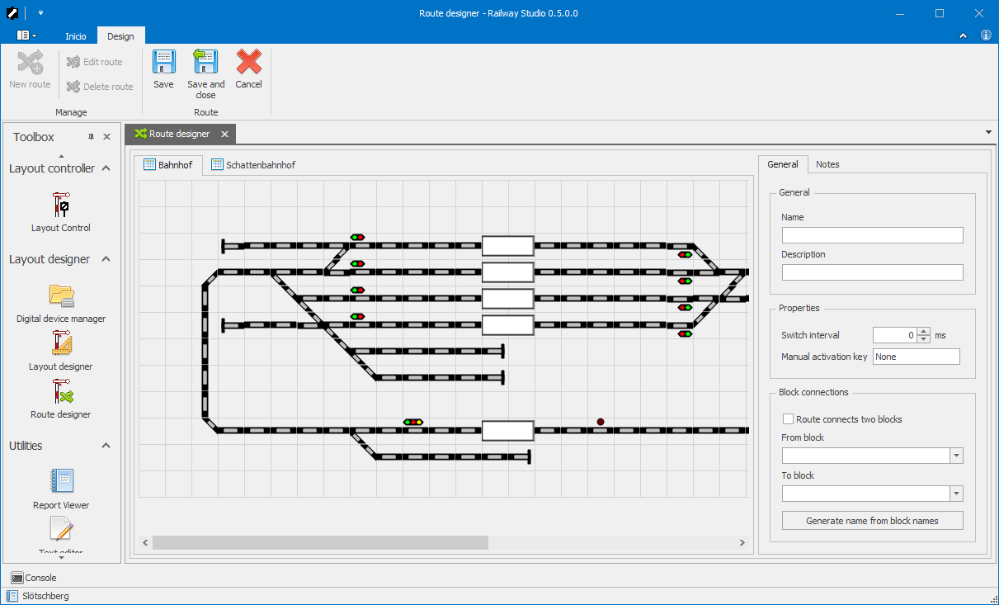 Route designer - Railway Studio 0.5.0.0
Inicio
Design
New route
Edit route
Delete route
Manage
Save
Save and
close
Cancel
Route
Toolbox
Layout controller
Layout Control
Layout designer
Digital device manager
Layout designer
Route designer
Utilities
Report Viewer
Text editor
Route designer
Bahnhof
Schattenbahnhof
General
Notes
General
Name
Description
Properties
Switch interval
0
ms
Manual activation key
None
Block connections
Route connects two blocks
From block
To block
Generate name from block names
Console
Slötschberg